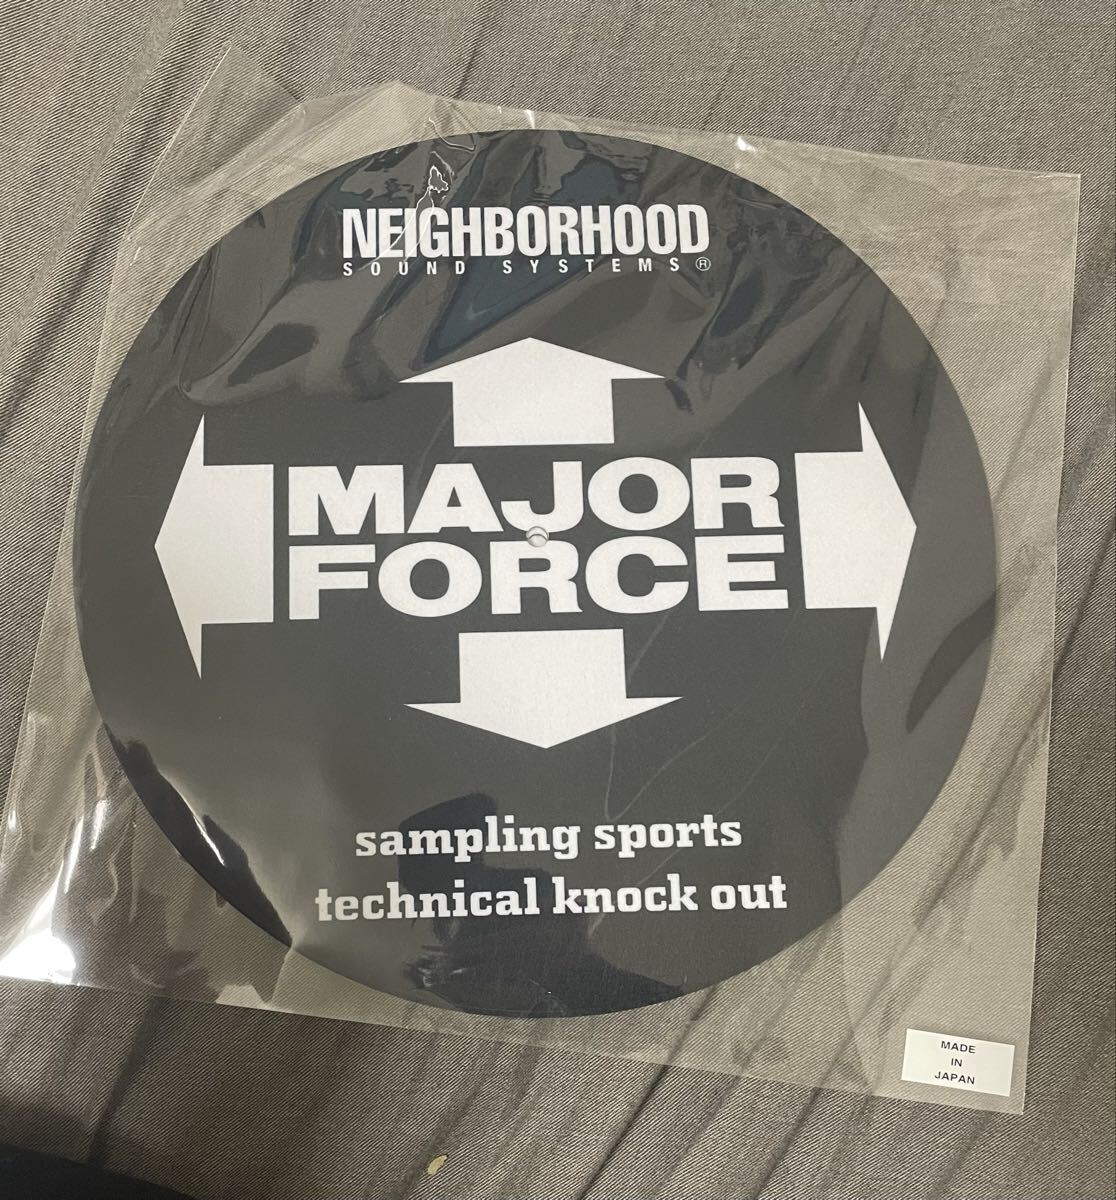 NEIGHBORHOOD
SOUND SYSTEMS®
MAJOR
FORCE
sampling sports
technical knock out
MADE
IN
JAPAN